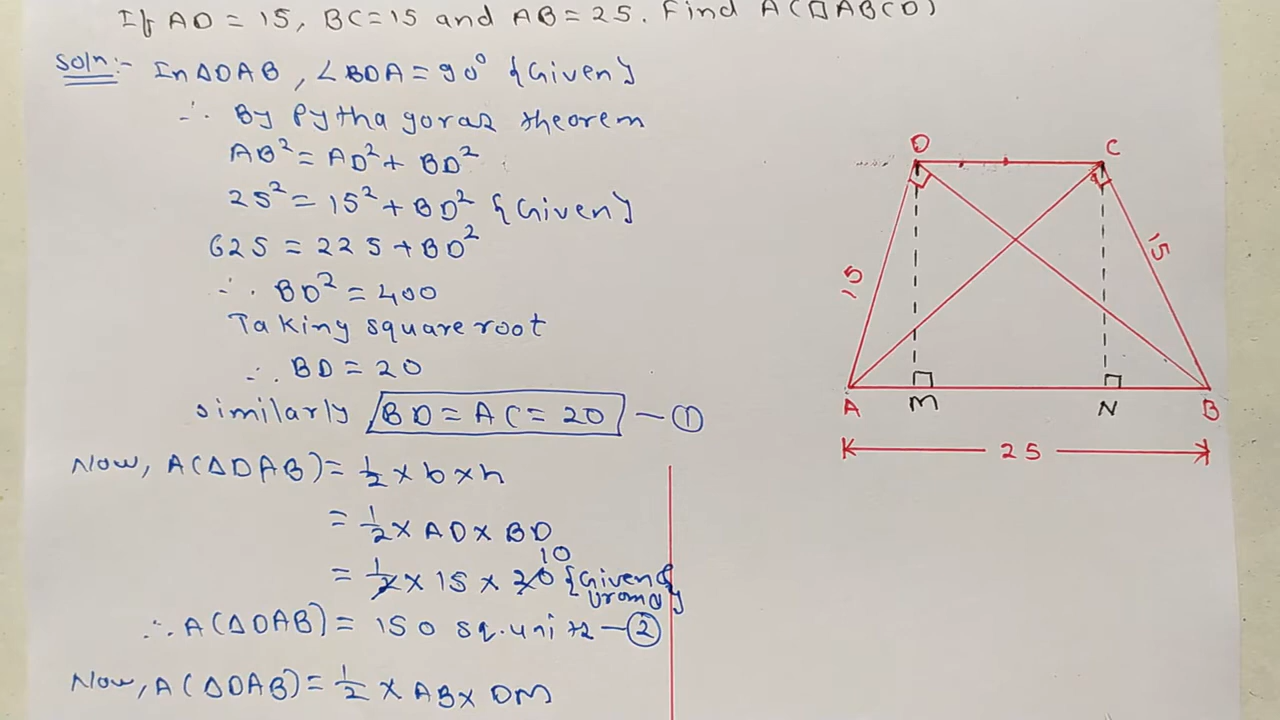 If AD = 15, BC = 15 and AB = 25. Find A(□ABCD)
Soln:- In ΔDAB, ∠BDA = 90° {Given}
∴ By Pythagoras theorem
AB² = AD² + BD²
25² = 15² + BD² {Given}
625 = 225 + BD²
∴ BD² = 400
Taking square root
∴ BD = 20
similarly BD = AC = 20 — ①
Now, A(ΔDAB) = 1/2 × b × h
= 1/2 × AD × BD
10
= 1/2 × 15 × 20 {Given &
from ①}
∴ A(ΔDAB) = 150 sq. units — ②
Now, A(ΔDAB) = 1/2 × AB × DM
D C
15 15
A M N B
25